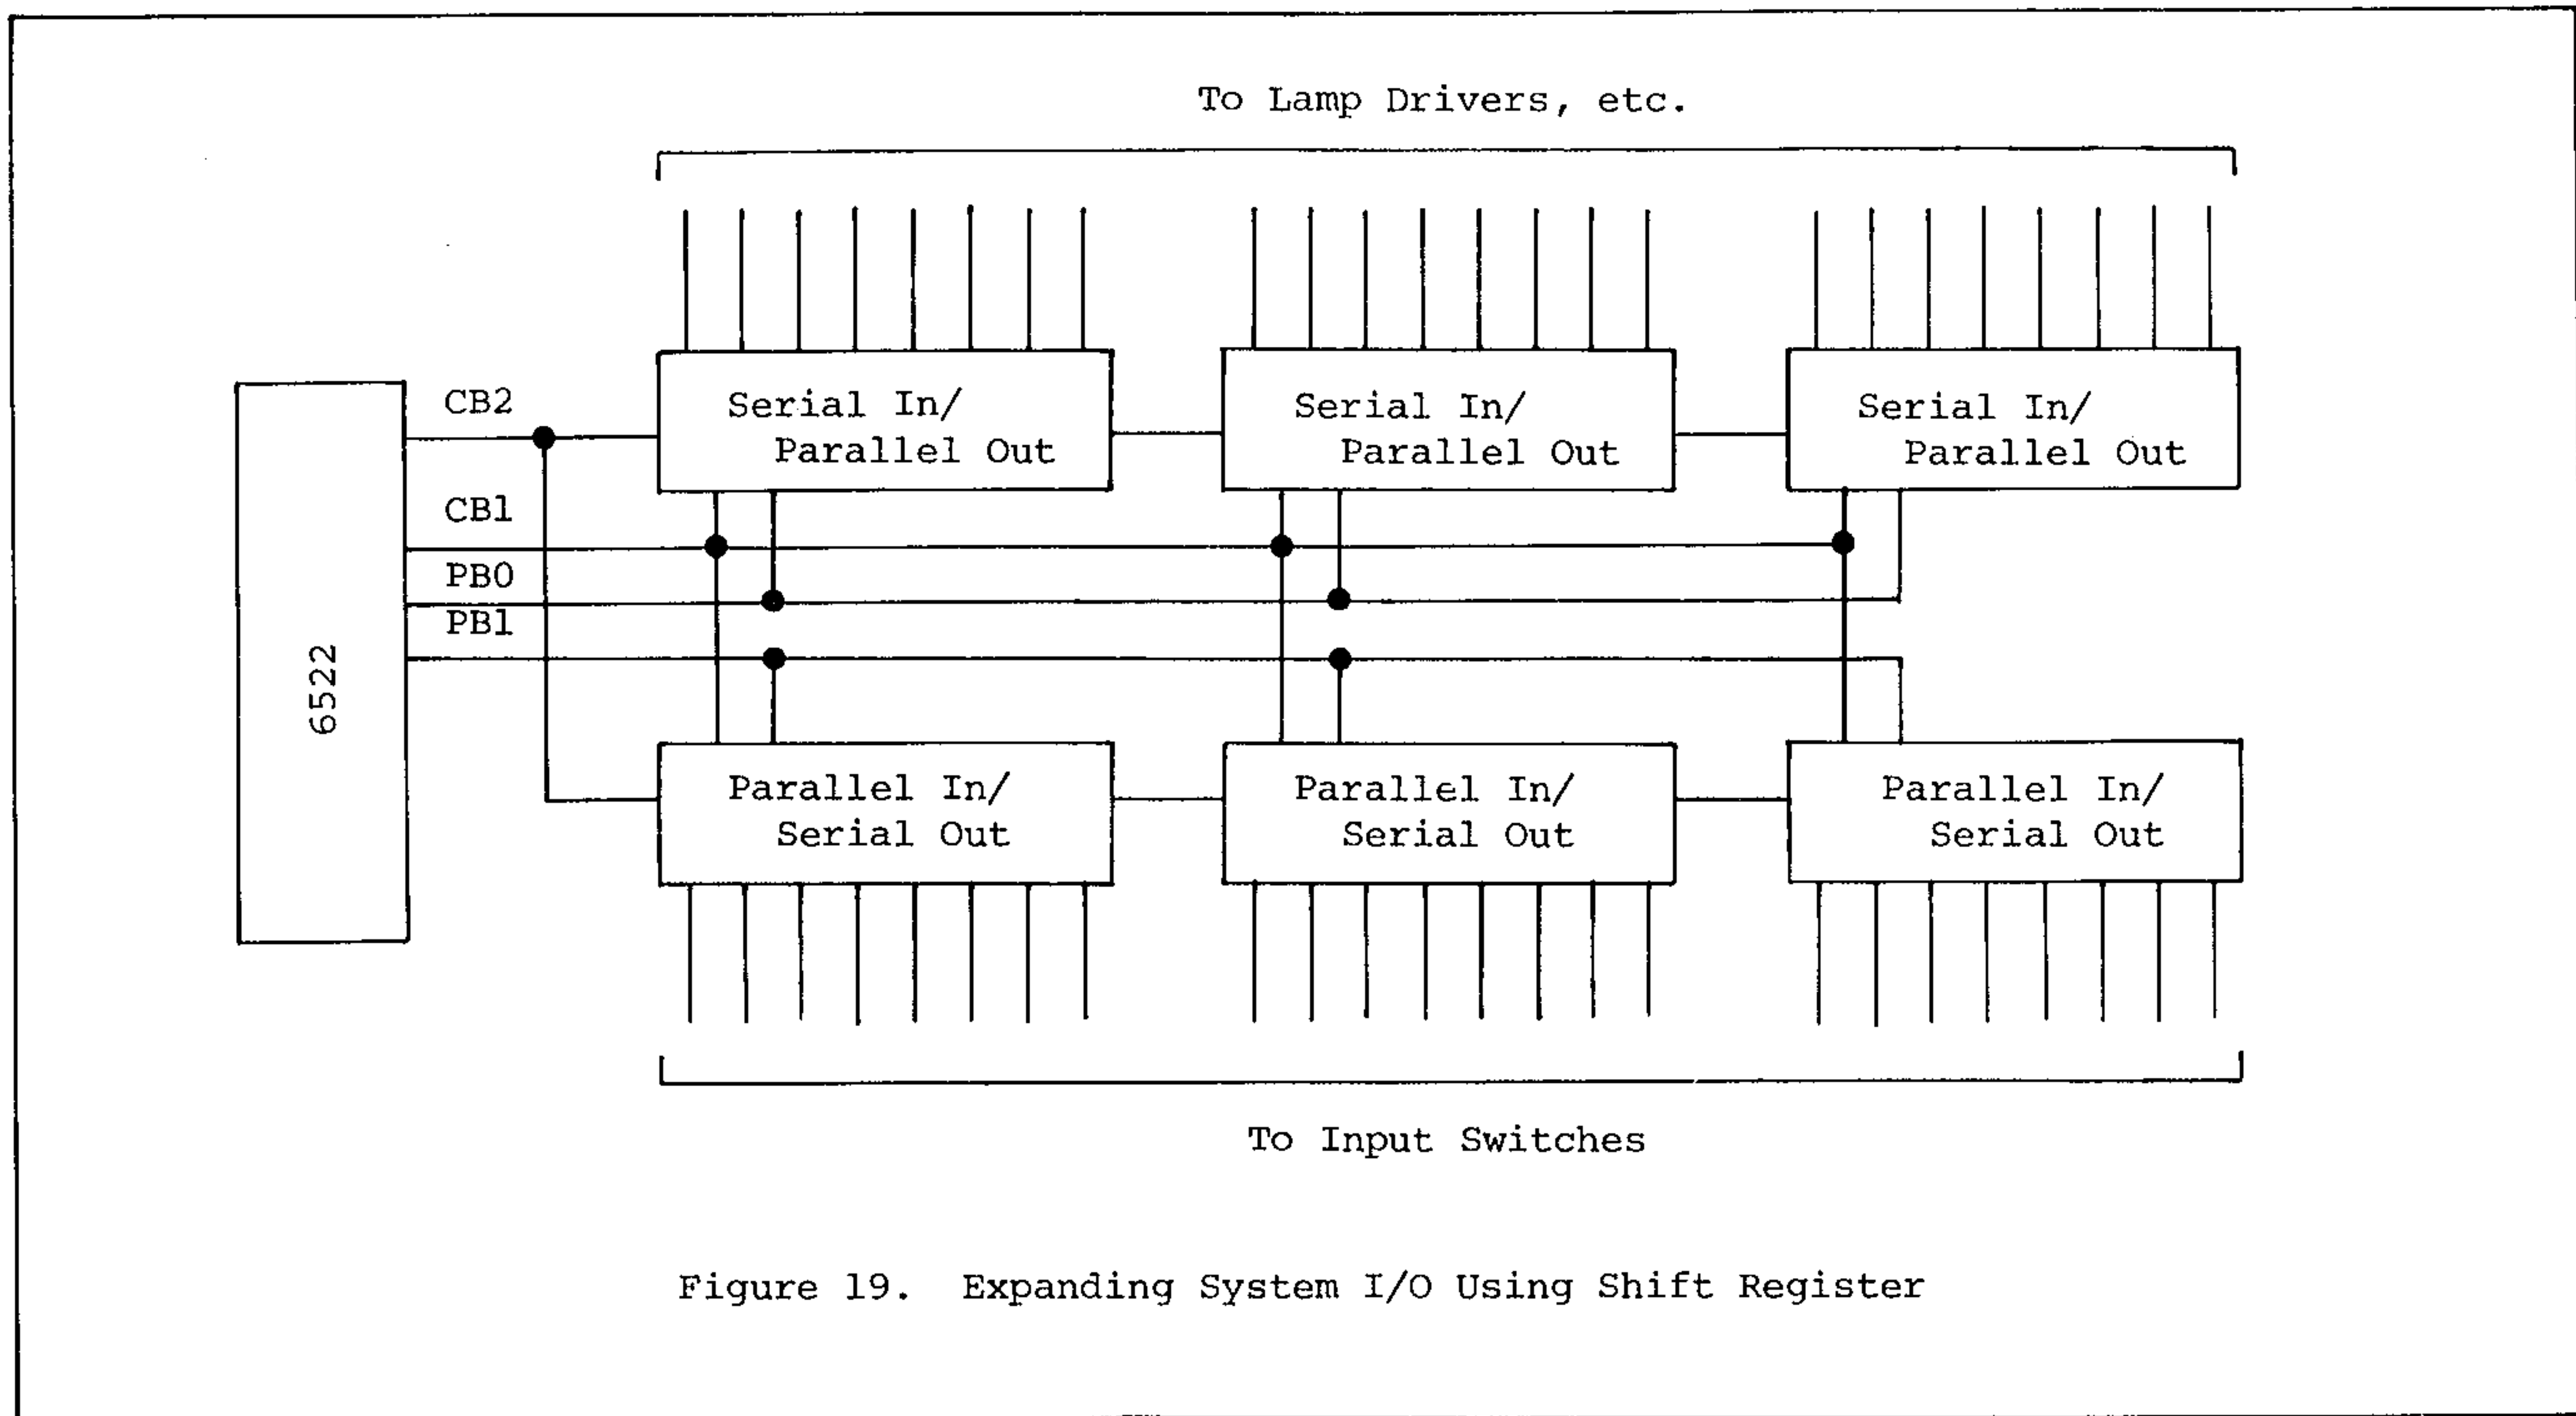 To Lamp Drivers, etc.
CB2
CB1
PB0
PB1
6522
Serial In/
Parallel Out
Serial In/
Parallel Out
Serial In/
Parallel Out
Parallel In/
Serial Out
Parallel In/
Serial Out
Parallel In/
Serial Out
To Input Switches
Figure 19.  Expanding System I/O Using Shift Register